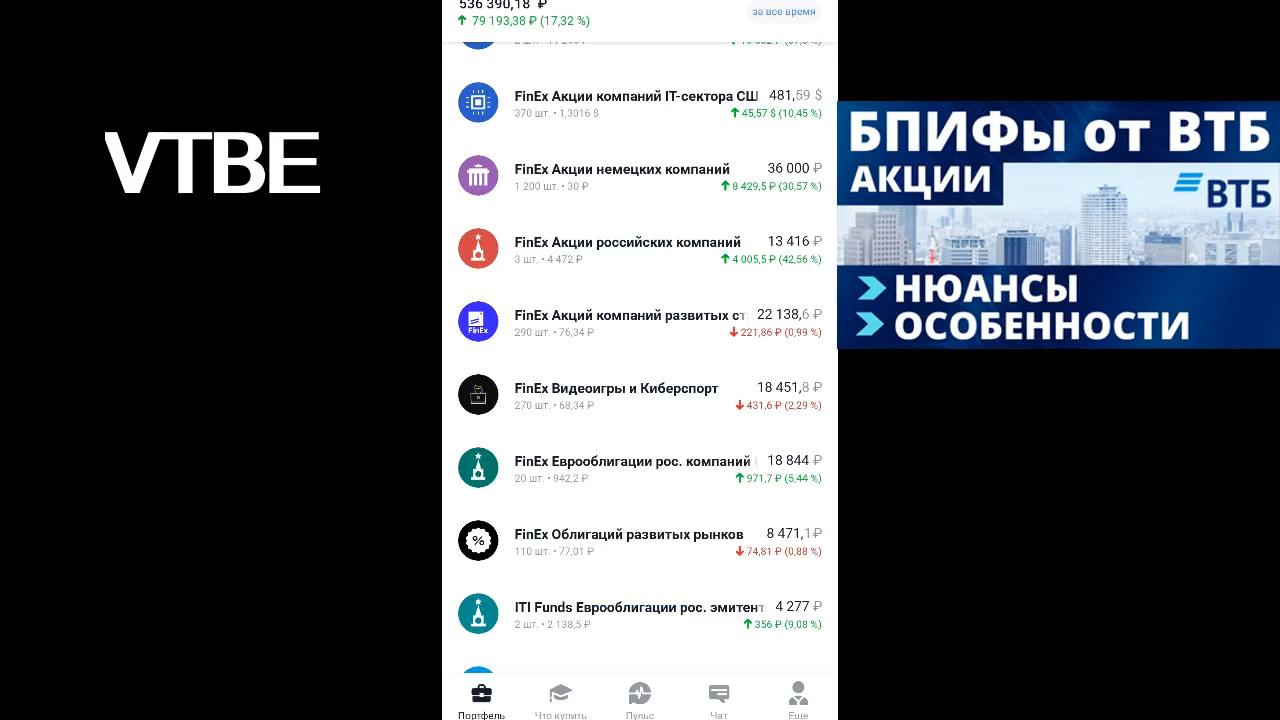 VTBE
536 390,18 ₽
79 193,38 ₽ (17,32 %)
за все время
FinEx Акции компаний IT-сектора СШ
481,59 $
370 шт. • 1,3016 $
45,57 $ (10,45 %)
FinEx Акции немецких компаний
36 000 ₽
1 200 шт. • 30 ₽
8 429,5 ₽ (30,57 %)
FinEx Акции российских компаний
13 416 ₽
3 шт. • 4 472 ₽
4 005,5 ₽ (42,56 %)
FinEx Акций компаний развитых ст
22 138,6 ₽
290 шт. • 76,34 ₽
221,86 ₽ (0,99 %)
FinEx
FinEx Видеоигры и Киберспорт
18 451,8 ₽
270 шт. • 68,34 ₽
431,6 ₽ (2,29 %)
FinEx Еврооблигации рос. компаний
18 844 ₽
20 шт. • 942,2 ₽
971,7 ₽ (5,44 %)
%
FinEx Облигаций развитых рынков
8 471,1 ₽
110 шт. • 77,01 ₽
74,81 ₽ (0,88 %)
ITI Funds Еврооблигации рос. эмитент
4 277 ₽
2 шт. • 2 138,5 ₽
356 ₽ (9,08 %)
Портфель
Что купить
Пульс
Чат
Еще
БПИФы от ВТБ
АКЦИИ
ВТБ
НЮАНСЫ
ОСОБЕННОСТИ